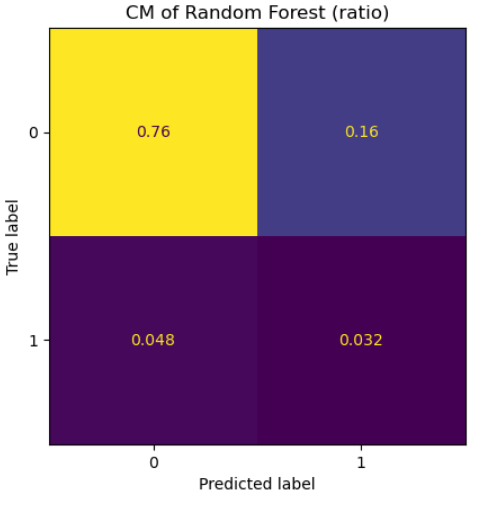 CM of Random Forest (ratio)
True label
0
0.76
0.16
1
0.048
0.032
0
1
Predicted label